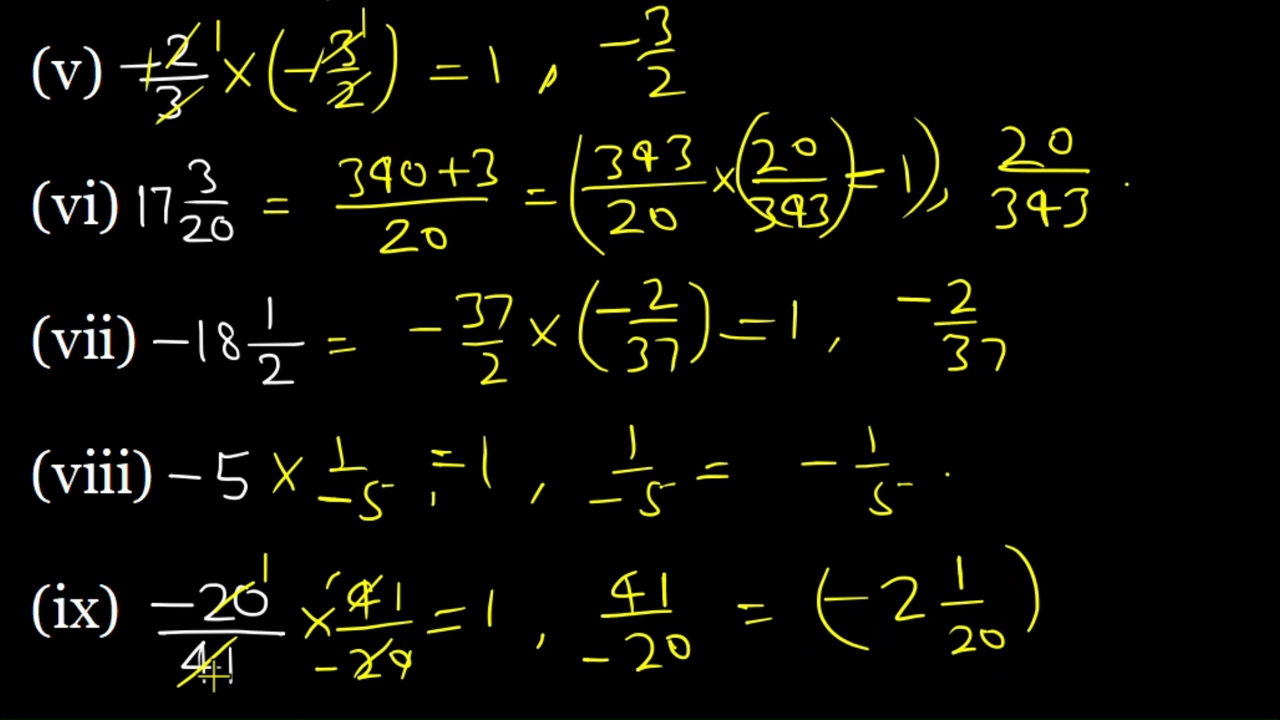 (v) -2/3 × (-3/2) = 1 , -3/2
(vi) 17 3/20 = 340+3/20 = (343/20 × (20/343) = 1), 20/343 .
(vii) -18 1/2 = -37/2 × (-2/37) = 1 , -2/37
(viii) -5 × 1/-5 = 1 , 1/-5 = -1/5 .
(ix) -20/41 × 41/-20 = 1 , 41/-20 = (-2 1/20)